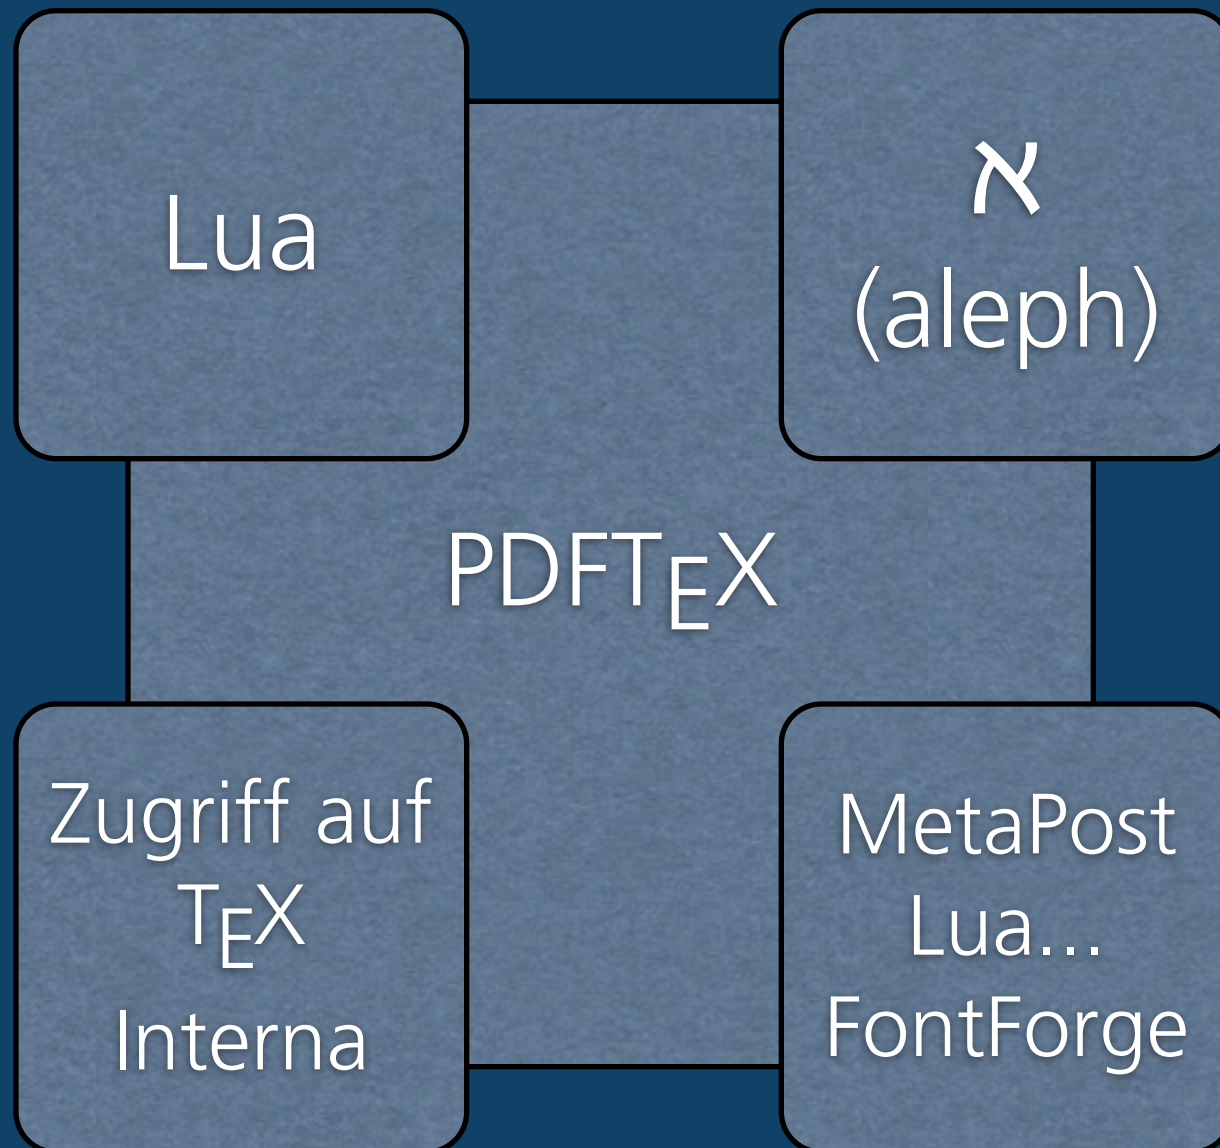 Lua
א
(aleph)
PDFTEX
Zugriff auf
TEX
Interna
MetaPost
Lua...
FontForge